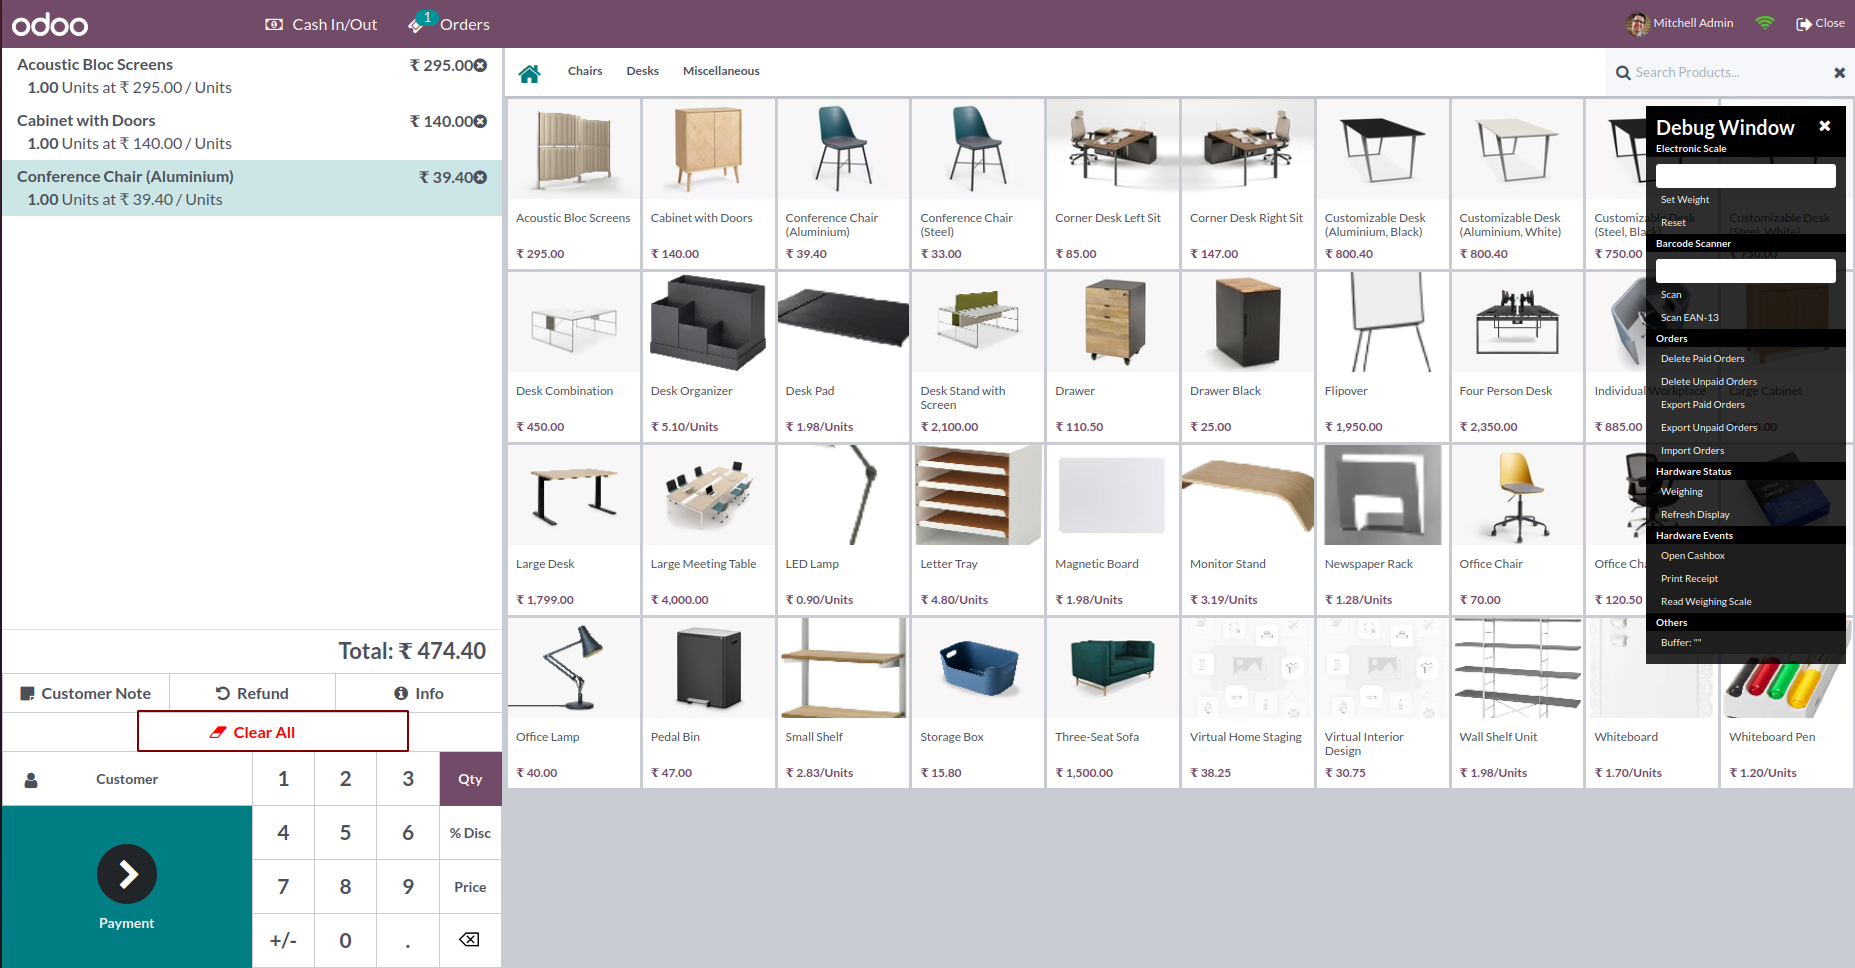 odoo
Cash In/Out
1
Orders
Mitchell Admin
Close
Acoustic Bloc Screens
₹ 295.00
1.00 Units at ₹ 295.00 / Units
Cabinet with Doors
₹ 140.00
1.00 Units at ₹ 140.00 / Units
Conference Chair (Aluminium)
₹ 39.40
1.00 Units at ₹ 39.40 / Units
Total: ₹ 474.40
Customer Note
Refund
Info
Clear All
Customer
1 2 3 Qty
4 5 6 % Disc
7 8 9 Price
+/- 0 .
Payment
Chairs
Desks
Miscellaneous
Search Products...
Acoustic Bloc Screens
₹ 295.00
Cabinet with Doors
₹ 140.00
Conference Chair
(Aluminium)
₹ 39.40
Conference Chair
(Steel)
₹ 33.00
Corner Desk Left Sit
₹ 85.00
Corner Desk Right Sit
₹ 147.00
Customizable Desk
(Aluminium, Black)
₹ 800.40
Customizable Desk
(Aluminium, White)
₹ 800.40
Customizable Desk
(Steel, Black)
₹ 750.00
Customizable Desk
(Steel, White)
₹ 750.00
Desk Combination
₹ 450.00
Desk Organizer
₹ 5.10/Units
Desk Pad
₹ 1.98/Units
Desk Stand with
Screen
₹ 2,100.00
Drawer
₹ 110.50
Drawer Black
₹ 25.00
Flipover
₹ 1,950.00
Four Person Desk
₹ 2,350.00
Individual Workplace
₹ 885.00
Large Cabinet
Large Desk
₹ 1,799.00
Large Meeting Table
₹ 4,000.00
LED Lamp
₹ 0.90/Units
Letter Tray
₹ 4.80/Units
Magnetic Board
₹ 1.98/Units
Monitor Stand
₹ 3.19/Units
Newspaper Rack
₹ 1.28/Units
Office Chair
₹ 70.00
Office Cha
₹ 120.50
Office Lamp
₹ 40.00
Pedal Bin
₹ 47.00
Small Shelf
₹ 2.83/Units
Storage Box
₹ 15.80
Three-Seat Sofa
₹ 1,500.00
Virtual Home Staging
₹ 38.25
Virtual Interior
Design
₹ 30.75
Wall Shelf Unit
₹ 1.98/Units
Whiteboard
₹ 1.70/Units
Whiteboard Pen
₹ 1.20/Units
Debug Window
Electronic Scale
Set Weight
Reset
Barcode Scanner
Scan
Scan EAN-13
Orders
Delete Paid Orders
Delete Unpaid Orders
Export Paid Orders
Export Unpaid Orders
Import Orders
Hardware Status
Weighing
Refresh Display
Hardware Events
Open Cashbox
Print Receipt
Read Weighing Scale
Others
Buffer: ""